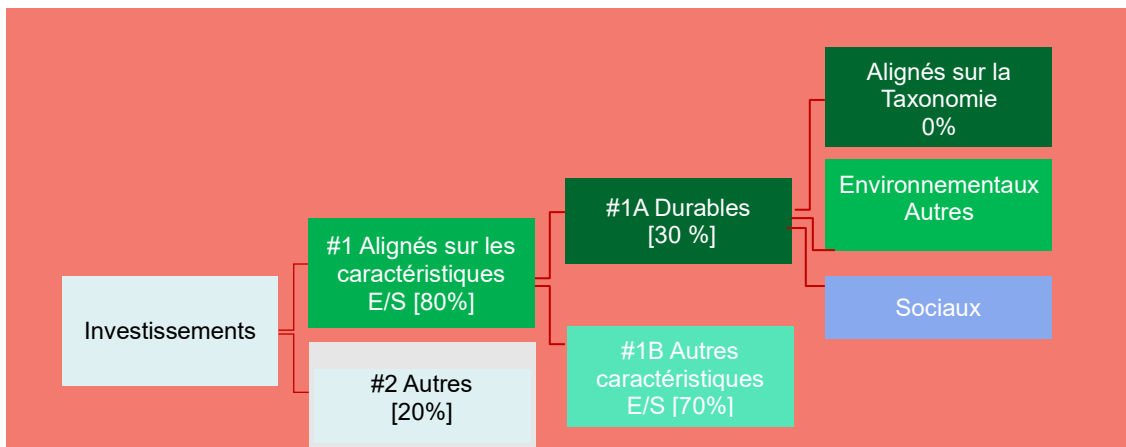 Investissements
#1 Alignés sur les
caractéristiques
E/S [80%]
#2 Autres
[20%]
#1A Durables
[30 %]
#1B Autres
caractéristiques
E/S [70%]
Alignés sur la
Taxonomie
0%
Environnementaux
Autres
Sociaux